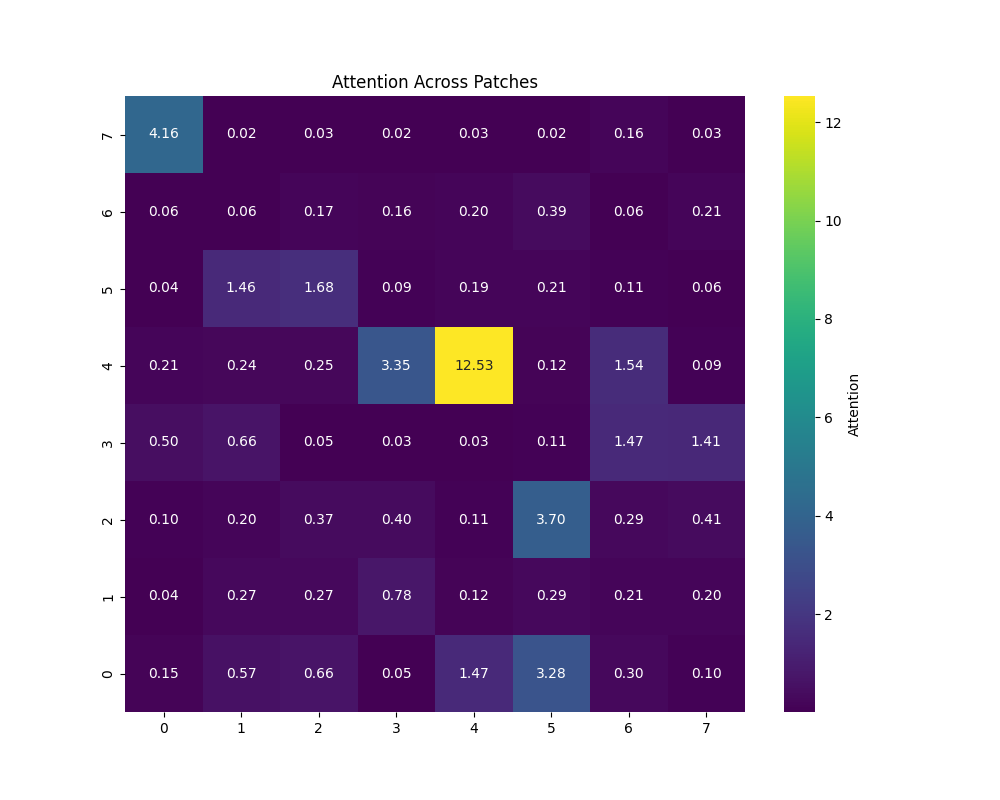 Attention Across Patches
7 4.16 0.02 0.03 0.02 0.03 0.02 0.16 0.03
6 0.06 0.06 0.17 0.16 0.20 0.39 0.06 0.21
5 0.04 1.46 1.68 0.09 0.19 0.21 0.11 0.06
4 0.21 0.24 0.25 3.35 12.53 0.12 1.54 0.09
3 0.50 0.66 0.05 0.03 0.03 0.11 1.47 1.41
2 0.10 0.20 0.37 0.40 0.11 3.70 0.29 0.41
1 0.04 0.27 0.27 0.78 0.12 0.29 0.21 0.20
0 0.15 0.57 0.66 0.05 1.47 3.28 0.30 0.10
0 1 2 3 4 5 6 7
12
10
8
6
4
2
Attention